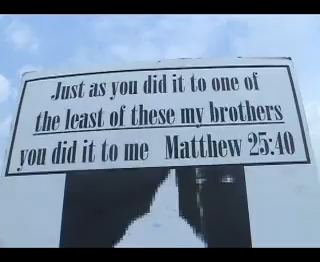 Just as you did it to one of
the least of these my brothers
you did it to me Matthew 25:40